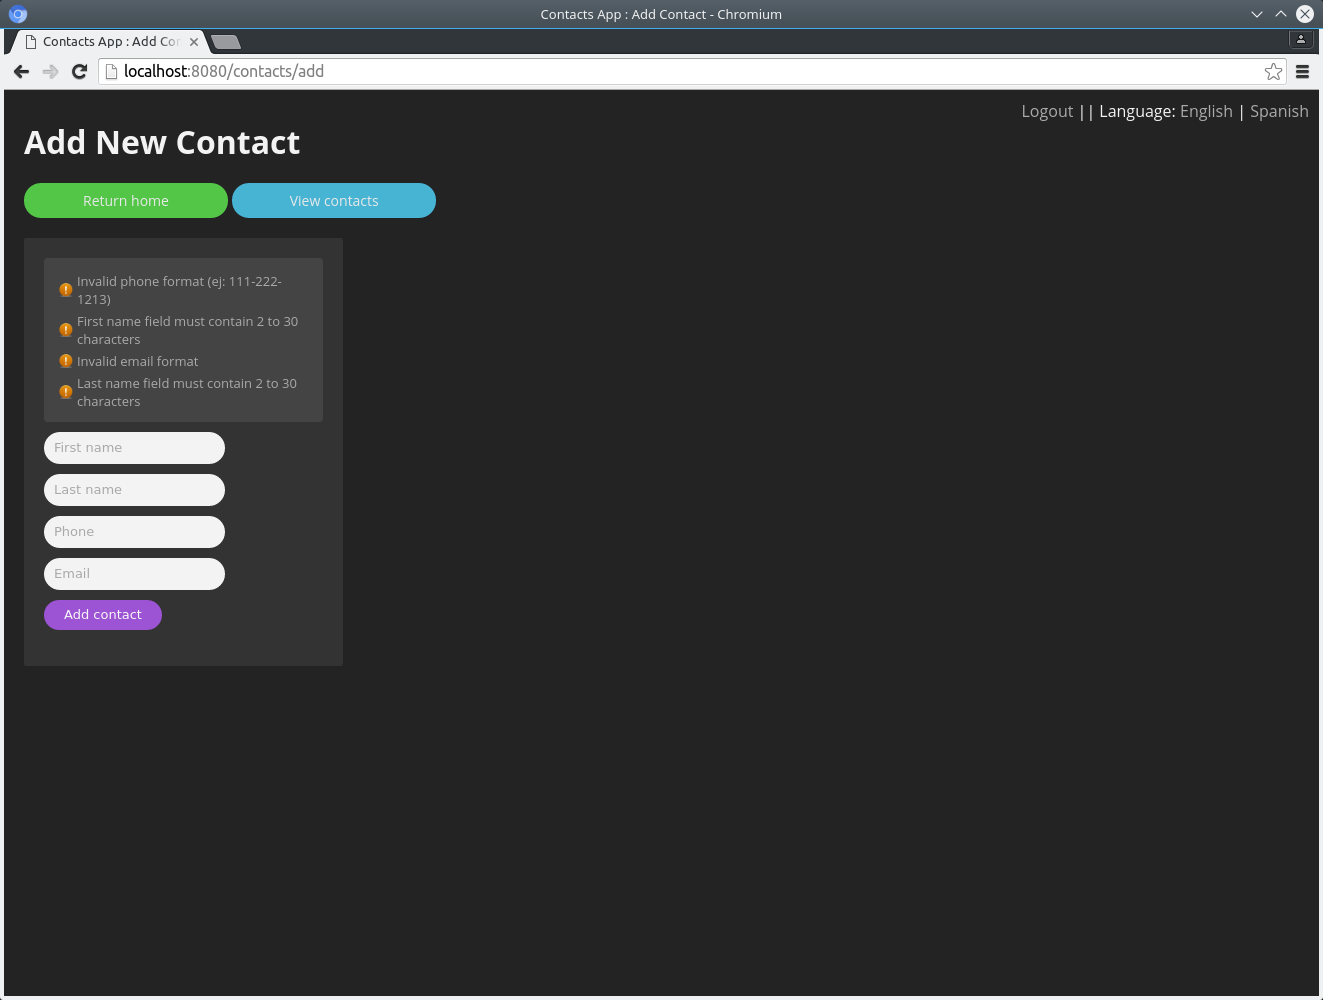 Contacts App : Add Contact - Chromium
Contacts App : Add Con
localhost:8080/contacts/add
Logout || Language: English | Spanish
Add New Contact
Return home
View contacts
Invalid phone format (ej: 111-222-
1213)
First name field must contain 2 to 30
characters
Invalid email format
Last name field must contain 2 to 30
characters
First name
Last name
Phone
Email
Add contact